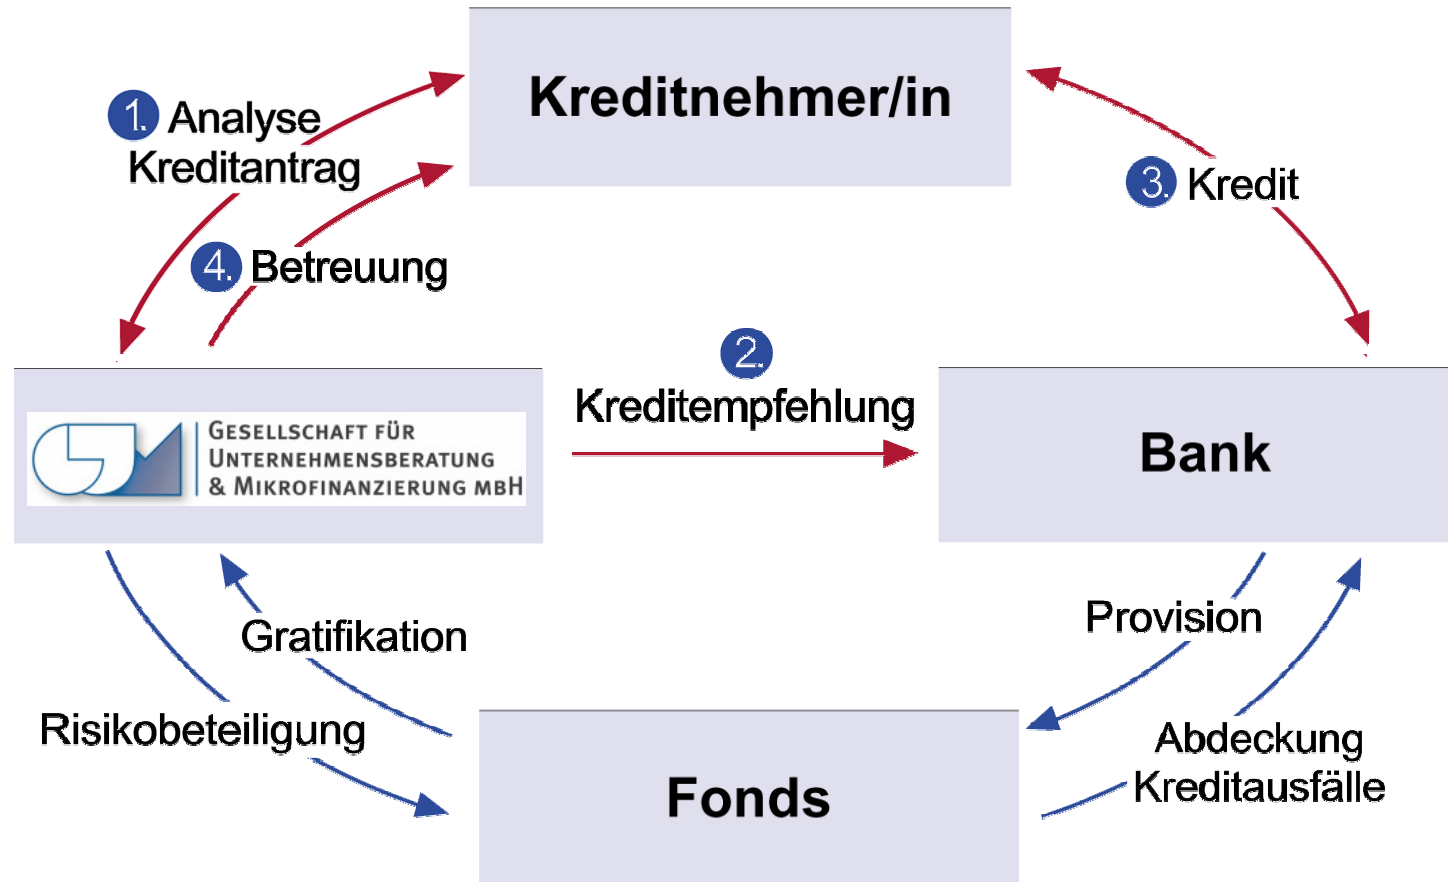 Kreditnehmer/in
1. Analyse
Kreditantrag
3. Kredit
4. Betreuung
2.
Kreditempfehlung
GESELLSCHAFT FÜR
UNTERNEHMENSBERATUNG
& MIKROFINANZIERUNG MBH
Bank
Gratifikation
Provision
Risikobeteiligung
Abdeckung
Kreditausfälle
Fonds